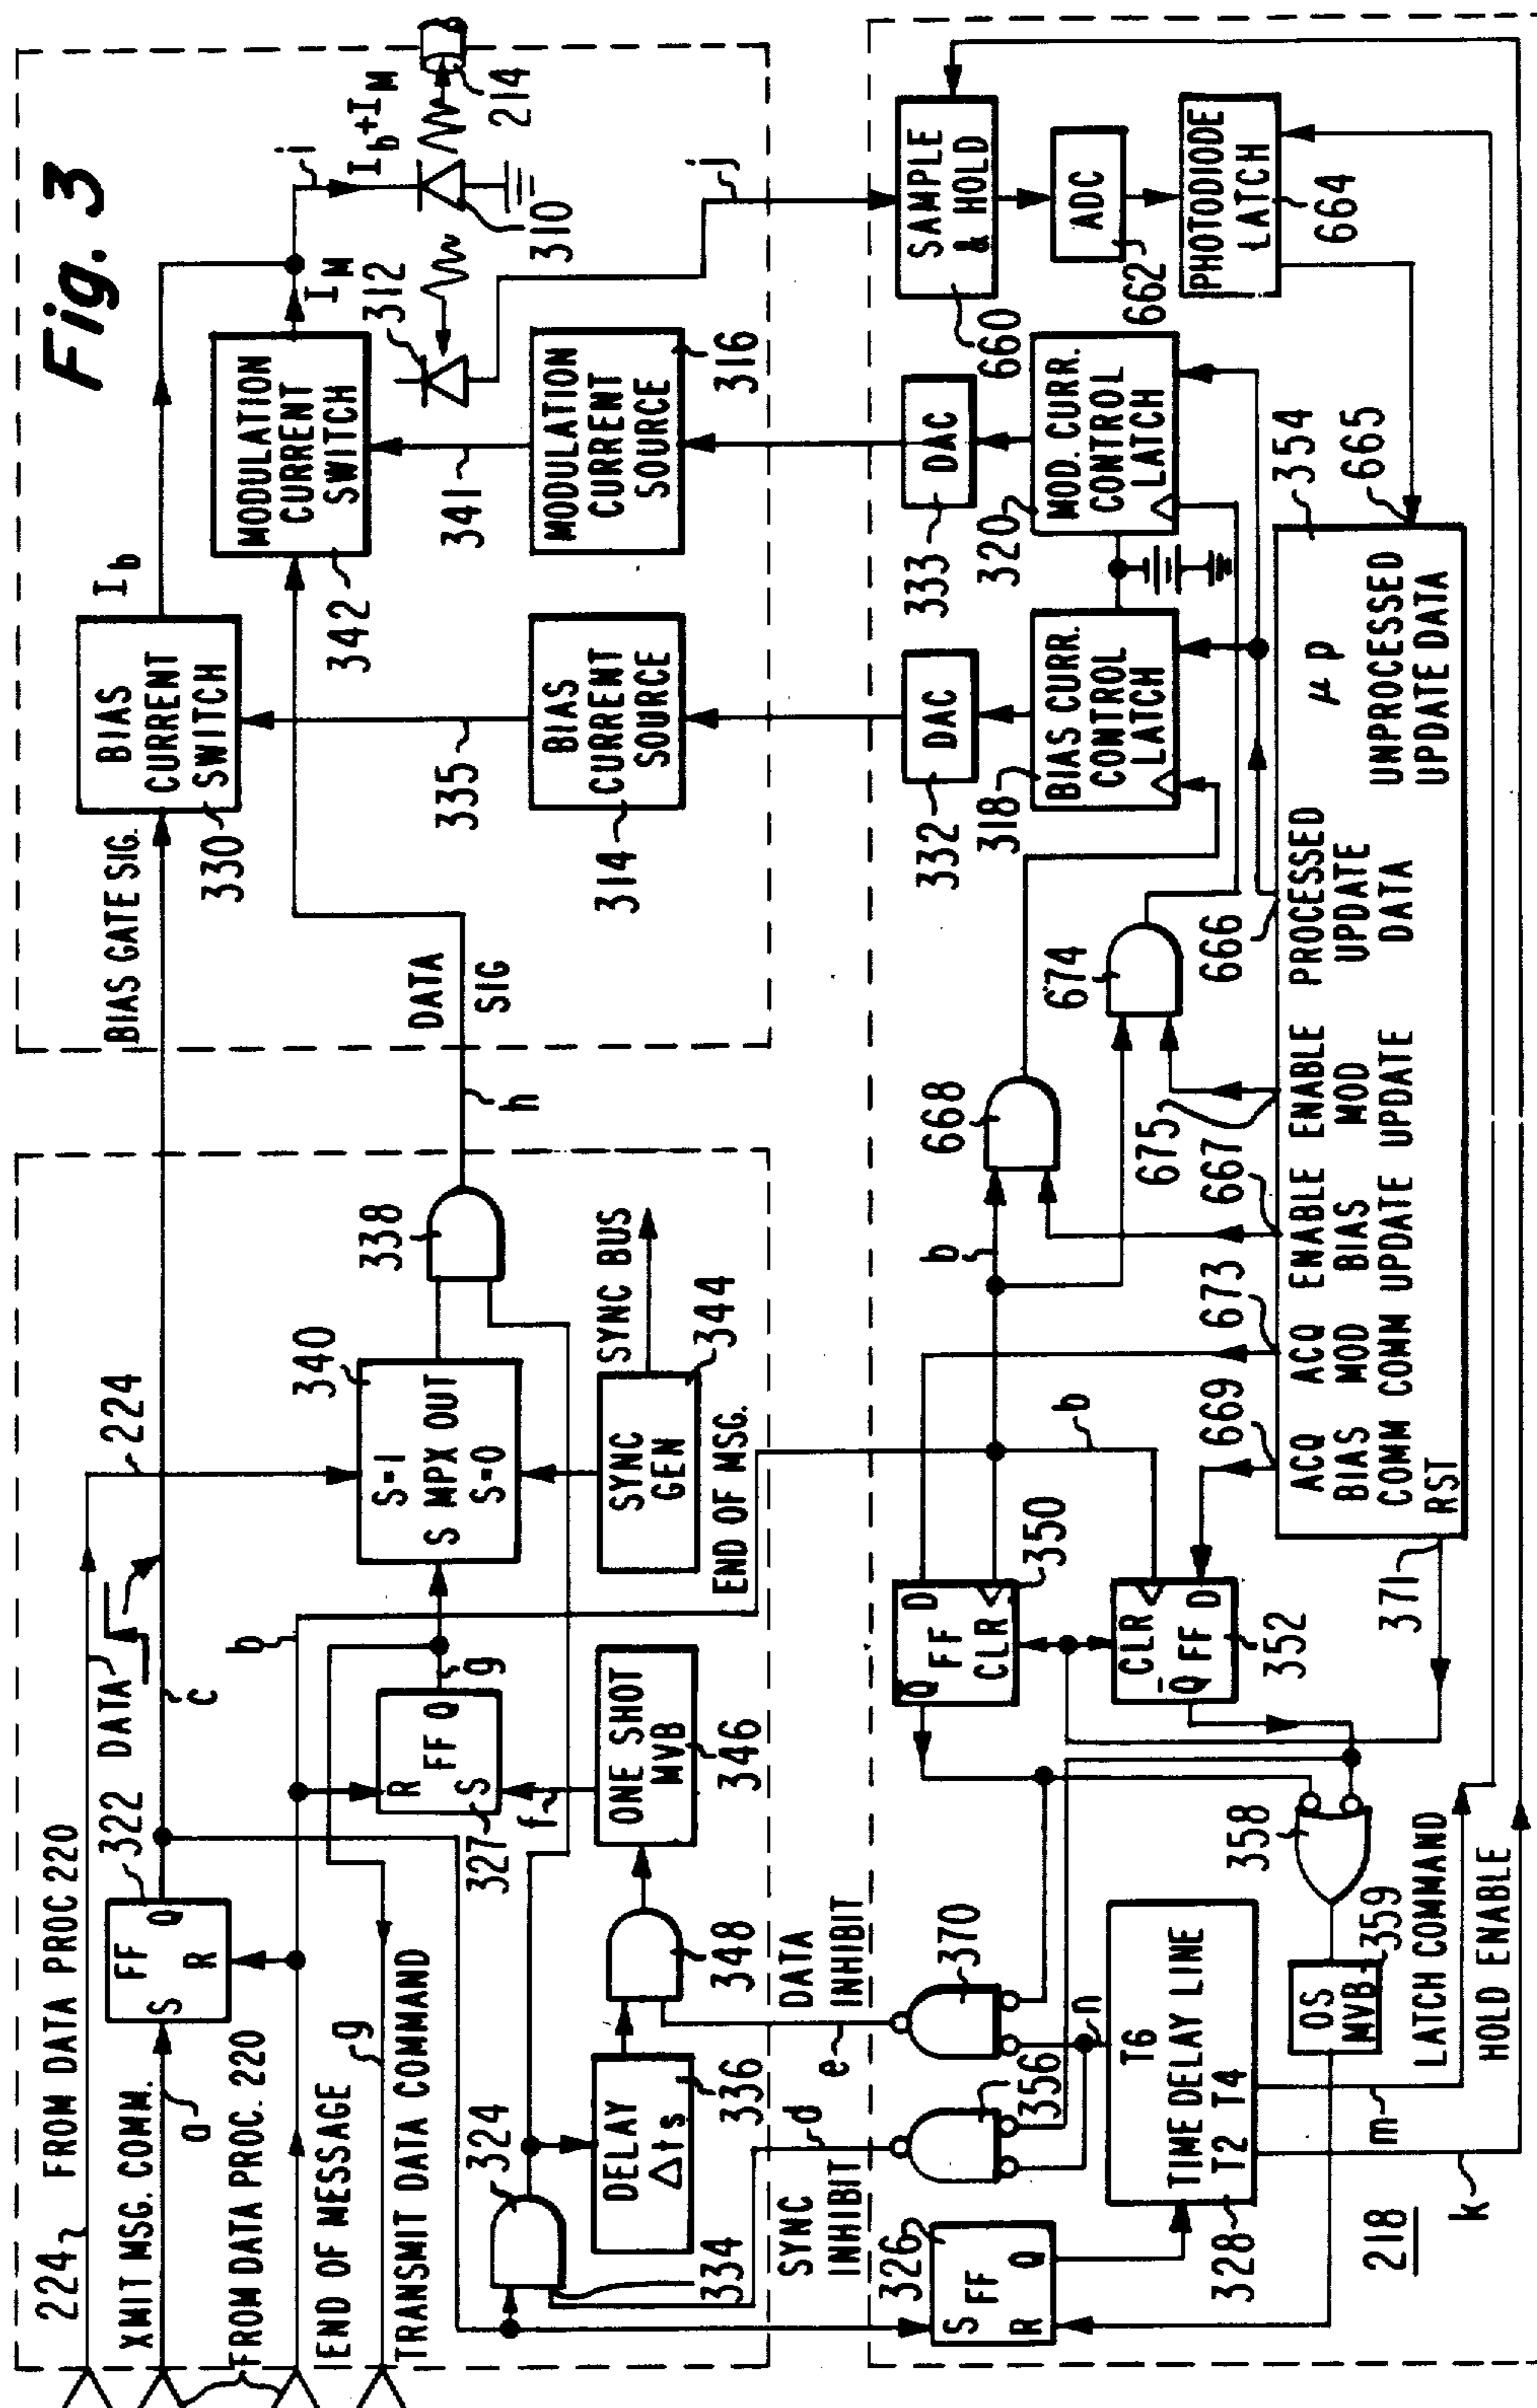 Fig. 3
224
FROM DATA PROC 220
224
XMIT MSG. COMM.
a
FROM DATA PROC. 220
END OF MESSAGE
g
TRANSMIT DATA COMMAND
322
FF
S
Q
R
DATA
c
b
BIAS GATE SIG.
BIAS
CURRENT
SWITCH
330
I b
i
I b + I M
I M
214
310
312
j
MODULATION
CURRENT
SWITCH
342
335
341
BIAS
CURRENT
SOURCE
314
MODULATION
CURRENT
SOURCE
316
DATA
SIG
h
338
340
S=1
S MPX OUT
S=0
SYNC
GEN
344
SYNC BUS
END OF MSG.
R
FF Q
S
327
g
f
ONE SHOT
MVB
346
348
324
334
DELAY
Δts
336
SYNC
INHIBIT
d
DATA
INHIBIT
e
326
S
FF
R
Q
356
370
n
T6
TIME DELAY LINE
T2 T4
328
218
k
m
OS
MVB
359
358
LATCH COMMAND
HOLD ENABLE
Q
FF
D
CLR
350
CLR
Q̅ FF D
352
b
b
371
668
674
675
667
673
669
666
ACQ
BIAS
COMM
ACQ
MOD
COMM
ENABLE
BIAS
UPDATE
ENABLE
MOD
UPDATE
PROCESSED
UPDATE
DATA
μ p
UNPROCESSED
UPDATE DATA
RST
354
665
DAC
332
DAC
333
318
BIAS CURR.
CONTROL
LATCH
320
MOD. CURR.
CONTROL
LATCH
SAMPLE
& HOLD
660
ADC
662
PHOTODIODE
LATCH
664